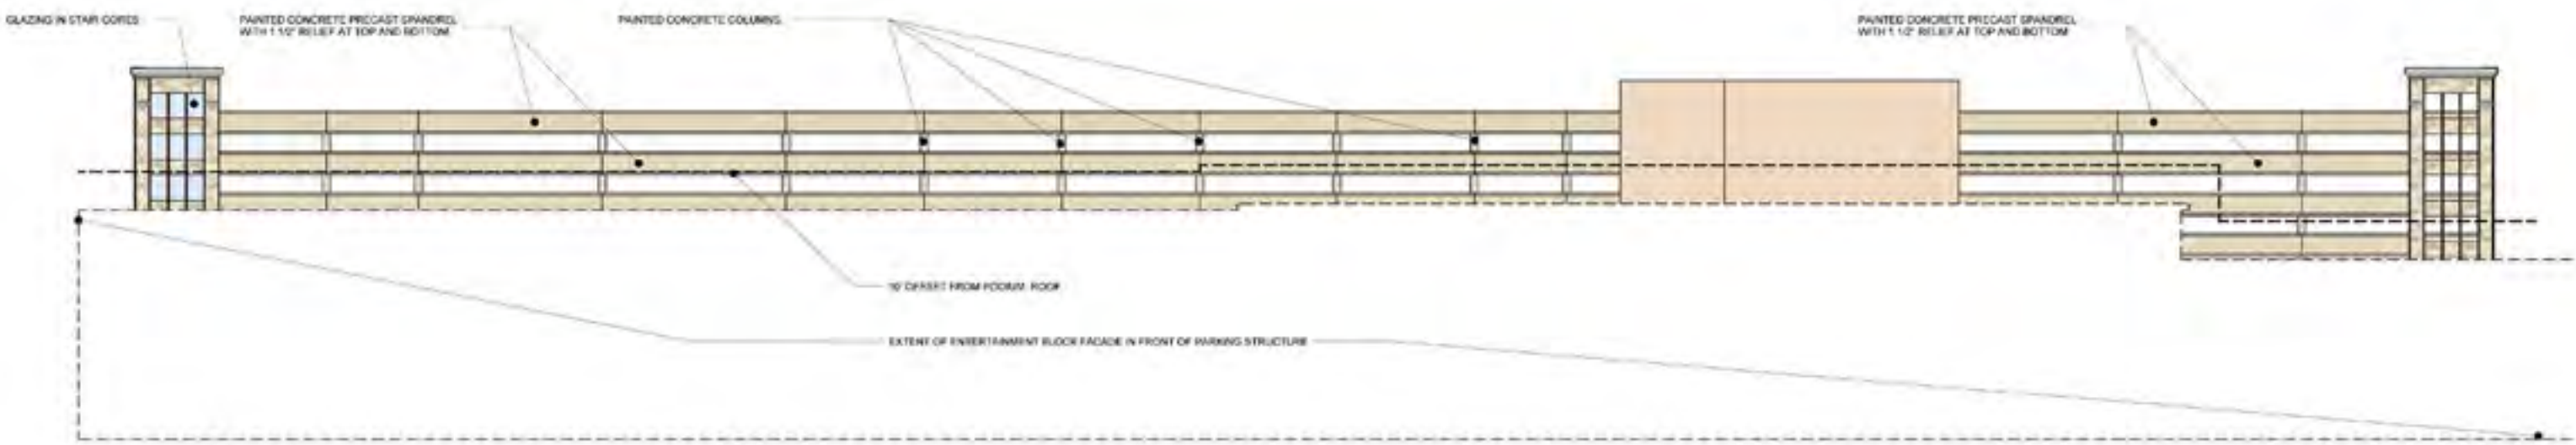 GLAZING IN STAIR CORES
PAINTED CONCRETE PRECAST SPANDREL
WITH 1 1/2" RELIEF AT TOP AND BOTTOM
PAINTED CONCRETE COLUMNS
PAINTED CONCRETE PRECAST SPANDREL
WITH 1 1/2" RELIEF AT TOP AND BOTTOM
10' OFFSET FROM PODIUM ROOF
EXTENT OF ENTERTAINMENT BLOCK FACADE IN FRONT OF PARKING STRUCTURE